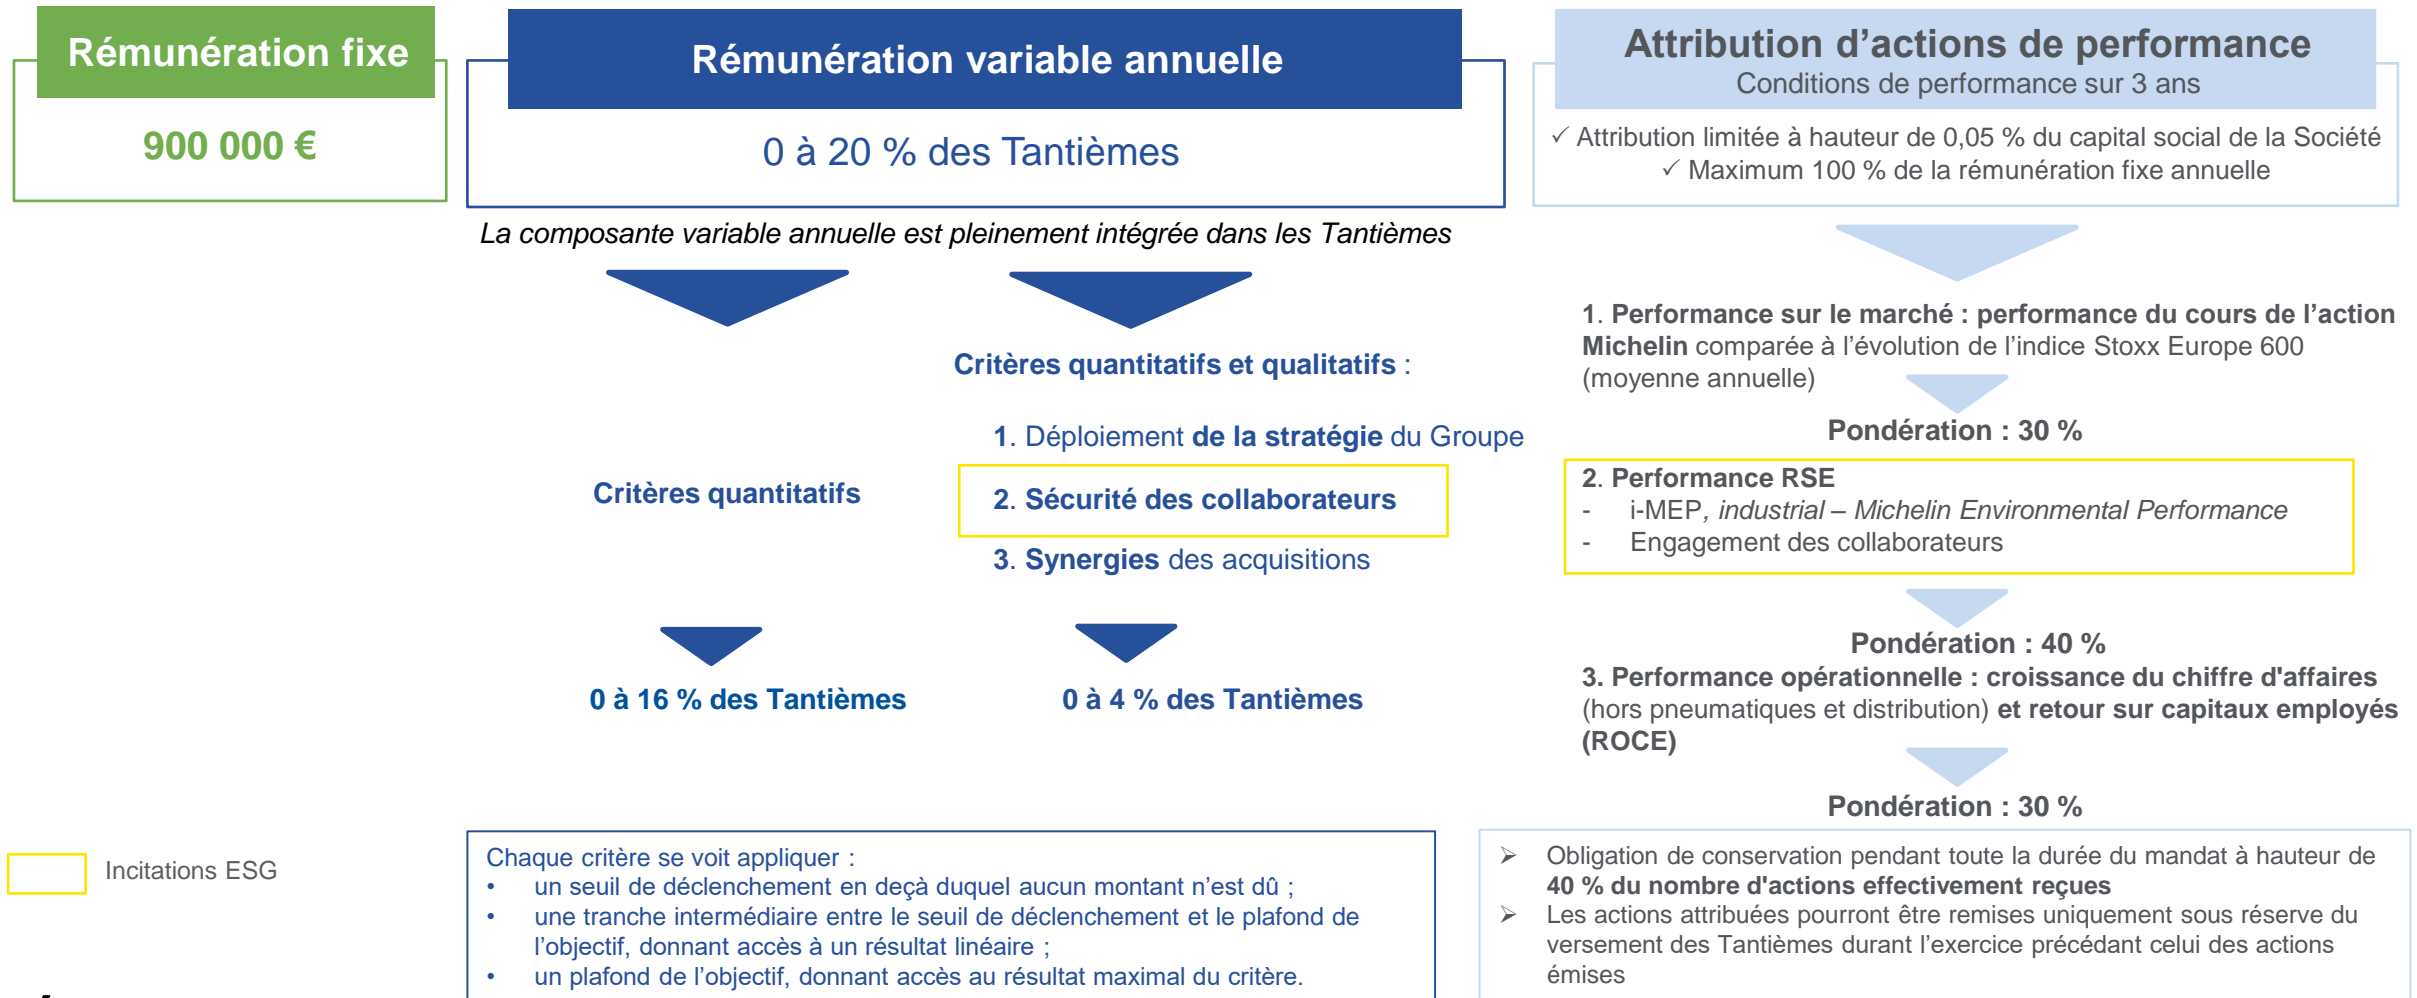 Rémunération fixe
900 000 €
Rémunération variable annuelle
0 à 20 % des Tantièmes
La composante variable annuelle est pleinement intégrée dans les Tantièmes
Critères quantitatifs
0 à 16 % des Tantièmes
Critères quantitatifs et qualitatifs :
1. Déploiement de la stratégie du Groupe
2. Sécurité des collaborateurs
3. Synergies des acquisitions
0 à 4 % des Tantièmes
Chaque critère se voit appliquer :
• un seuil de déclenchement en deçà duquel aucun montant n'est dû ;
• une tranche intermédiaire entre le seuil de déclenchement et le plafond de
l'objectif, donnant accès à un résultat linéaire ;
• un plafond de l'objectif, donnant accès au résultat maximal du critère.
Attribution d'actions de performance
Conditions de performance sur 3 ans
✓ Attribution limitée à hauteur de 0,05 % du capital social de la Société
✓ Maximum 100 % de la rémunération fixe annuelle
1. Performance sur le marché : performance du cours de l'action
Michelin comparée à l'évolution de l'indice Stoxx Europe 600
(moyenne annuelle)
Pondération : 30 %
2. Performance RSE
- i-MEP, industrial – Michelin Environmental Performance
- Engagement des collaborateurs
Pondération : 40 %
3. Performance opérationnelle : croissance du chiffre d'affaires
(hors pneumatiques et distribution) et retour sur capitaux employés
(ROCE)
Pondération : 30 %
➢ Obligation de conservation pendant toute la durée du mandat à hauteur de
40 % du nombre d'actions effectivement reçues
➢ Les actions attribuées pourront être remises uniquement sous réserve du
versement des Tantièmes durant l'exercice précédant celui des actions
émises
Incitations ESG